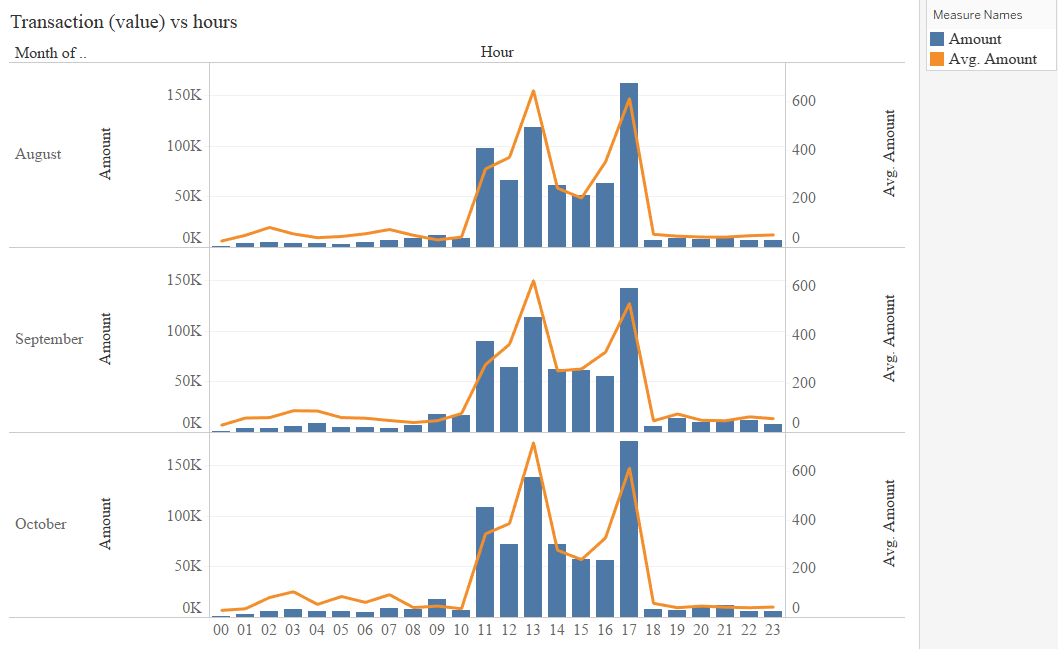 Transaction (value) vs hours
Month of ..
Hour
August
Amount
150K
100K
50K
0K
600
400
200
0
Avg. Amount
September
Amount
150K
100K
50K
0K
600
400
200
0
Avg. Amount
October
Amount
150K
100K
50K
0K
600
400
200
0
Avg. Amount
00 01 02 03 04 05 06 07 08 09 10 11 12 13 14 15 16 17 18 19 20 21 22 23
Measure Names
Amount
Avg. Amount